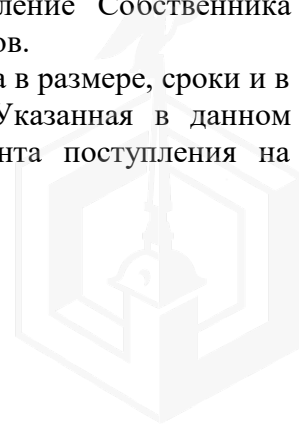 ление Собственника
ов.
а в размере, сроки и в
Указанная в данном
нта поступления на